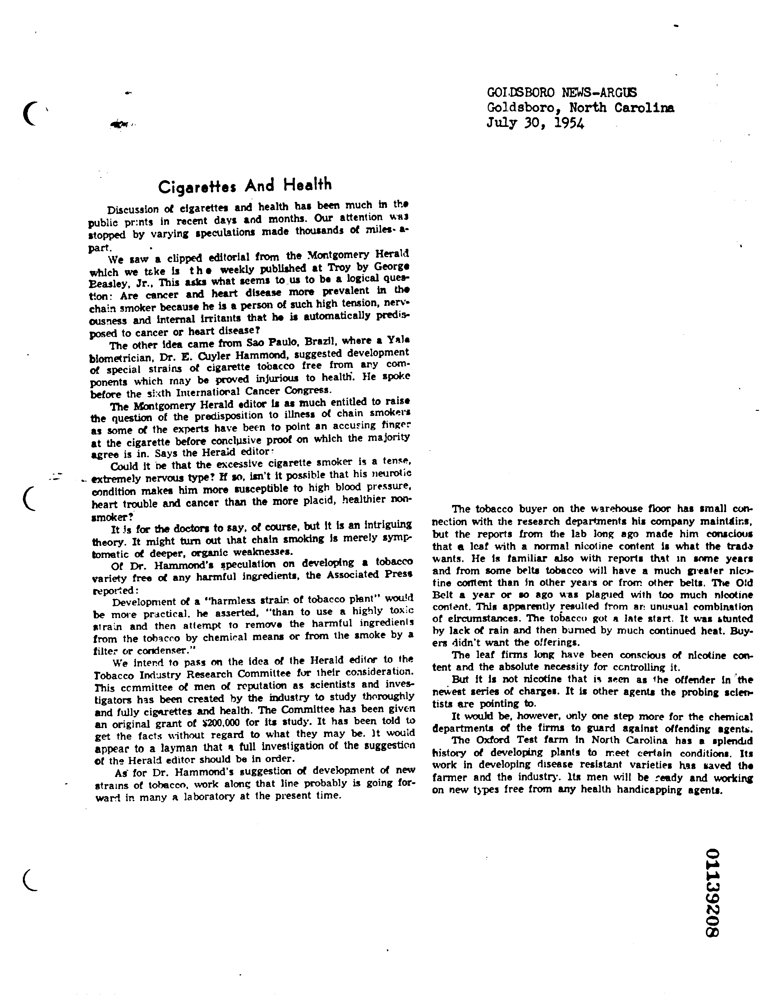 GOLDSBORO NEWS-ARGUS
Goldsboro, North Carolina
July 30, 1954
Cigarettes And Health
Discussion of cigarettes and health has been much in the
public prints in recent days and months. Our attention was
stopped by varying speculations made thousands of miles a-
part.
We saw a clipped editorial from the Montgomery Herald
which we take is the weekly published at Troy by George
Beasley, Jr., This asks what seems to us to be a logical ques-
tion: Are cancer and heart disease more prevalent in the
chain smoker because he is a person of such high tension, nerv-
ousness and internal irritants that he is automatically predis-
posed to cancer or heart disease?
The other idea came from Sao Paulo, Brazil, where a Yale
biometrician, Dr. E. Cuyler Hammond, suggested development
of special strains of cigarette tobacco free from any com-
ponents which may be proved injurious to health. He spoke
before the sixth International Cancer Congress.
The Montgomery Herald editor is as much entitled to raise
the question of the predisposition to illness of chain smokers
as some of the experts have been to point an accusing finger
at the cigarette before conclusive proof on which the majority
agree is in. Says the Herald editor:
Could it be that the excessive cigarette smoker is a tense,
extremely nervous type? If so, isn't it possible that his neurotic
condition makes him more susceptible to high blood pressure,
heart trouble and cancer than the more placid, healthier non-
smoker?
It is for the doctors to say, of course, but it is an intriguing
theory. It might turn out that chain smoking is merely symp-
tomatic of deeper, organic weaknesses.
Of Dr. Hammond's speculation on developing a tobacco
variety free of any harmful ingredients, the Associated Press
reported:
Development of a "harmless strain of tobacco plant" would
be more practical, he asserted, "than to use a highly toxic
strain and then attempt to remove the harmful ingredients
from the tobacco by chemical means or from the smoke by a
filter or condenser."
We intend to pass on the idea of the Herald editor to the
Tobacco Industry Research Committee for their consideration.
This committee of men of reputation as scientists and inves-
tigators has been created by the industry to study thoroughly
and fully cigarettes and health. The Committee has been given
an original grant of $200,000 for its study. It has been told to
get the facts without regard to what they may be. It would
appear to a layman that a full investigation of the suggestion
of the Herald editor should be in order.
As for Dr. Hammond's suggestion of development of new
strains of tobacco, work along that line probably is going for-
ward in many a laboratory at the present time.
The tobacco buyer on the warehouse floor has small con-
nection with the research departments his company maintains,
but the reports from the lab long ago made him conscious
that a leaf with a normal nicotine content is what the trade
wants. He is familiar also with reports that in some years
and from some belts tobacco will have a much greater nico-
tine content than in other years or from other belts. The Old
Belt a year or so ago was plagued with too much nicotine
content. This apparently resulted from an unusual combination
of circumstances. The tobacco got a late start. It was stunted
by lack of rain and then burned by much continued heat. Buy-
ers didn't want the offerings.
The leaf firms long have been conscious of nicotine con-
tent and the absolute necessity for controlling it.
But it is not nicotine that is seen as the offender in the
newest series of charges. It is other agents the probing scien-
tists are pointing to.
It would be, however, only one step more for the chemical
departments of the firms to guard against offending agents.
The Oxford Test farm in North Carolina has a splendid
history of developing plants to meet certain conditions. Its
work in developing disease resistant varieties has saved the
farmer and the industry. Its men will be ready and working
on new types free from any health handicapping agents.
01139208